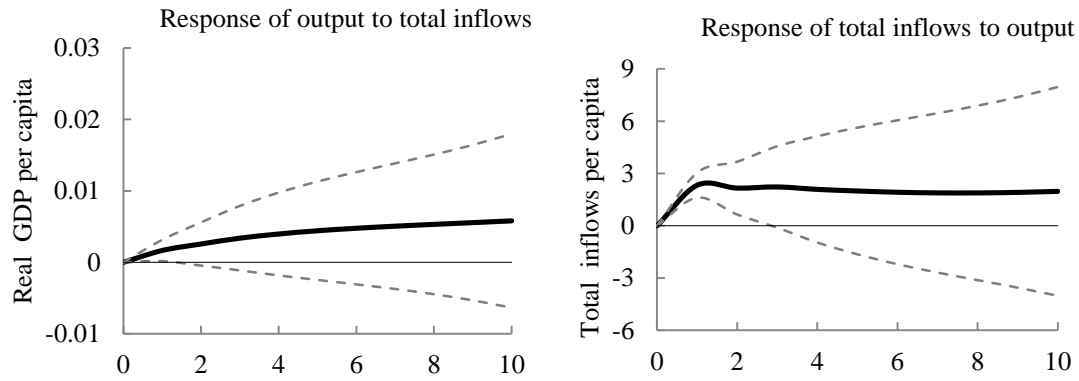 Response of output to total inflows
Real GDP per capita
0.03
0.02
0.01
0
-0.01
0 2 4 6 8 10
Response of total inflows to output
Total inflows per capita
9
6
3
0
-3
-6
0 2 4 6 8 10